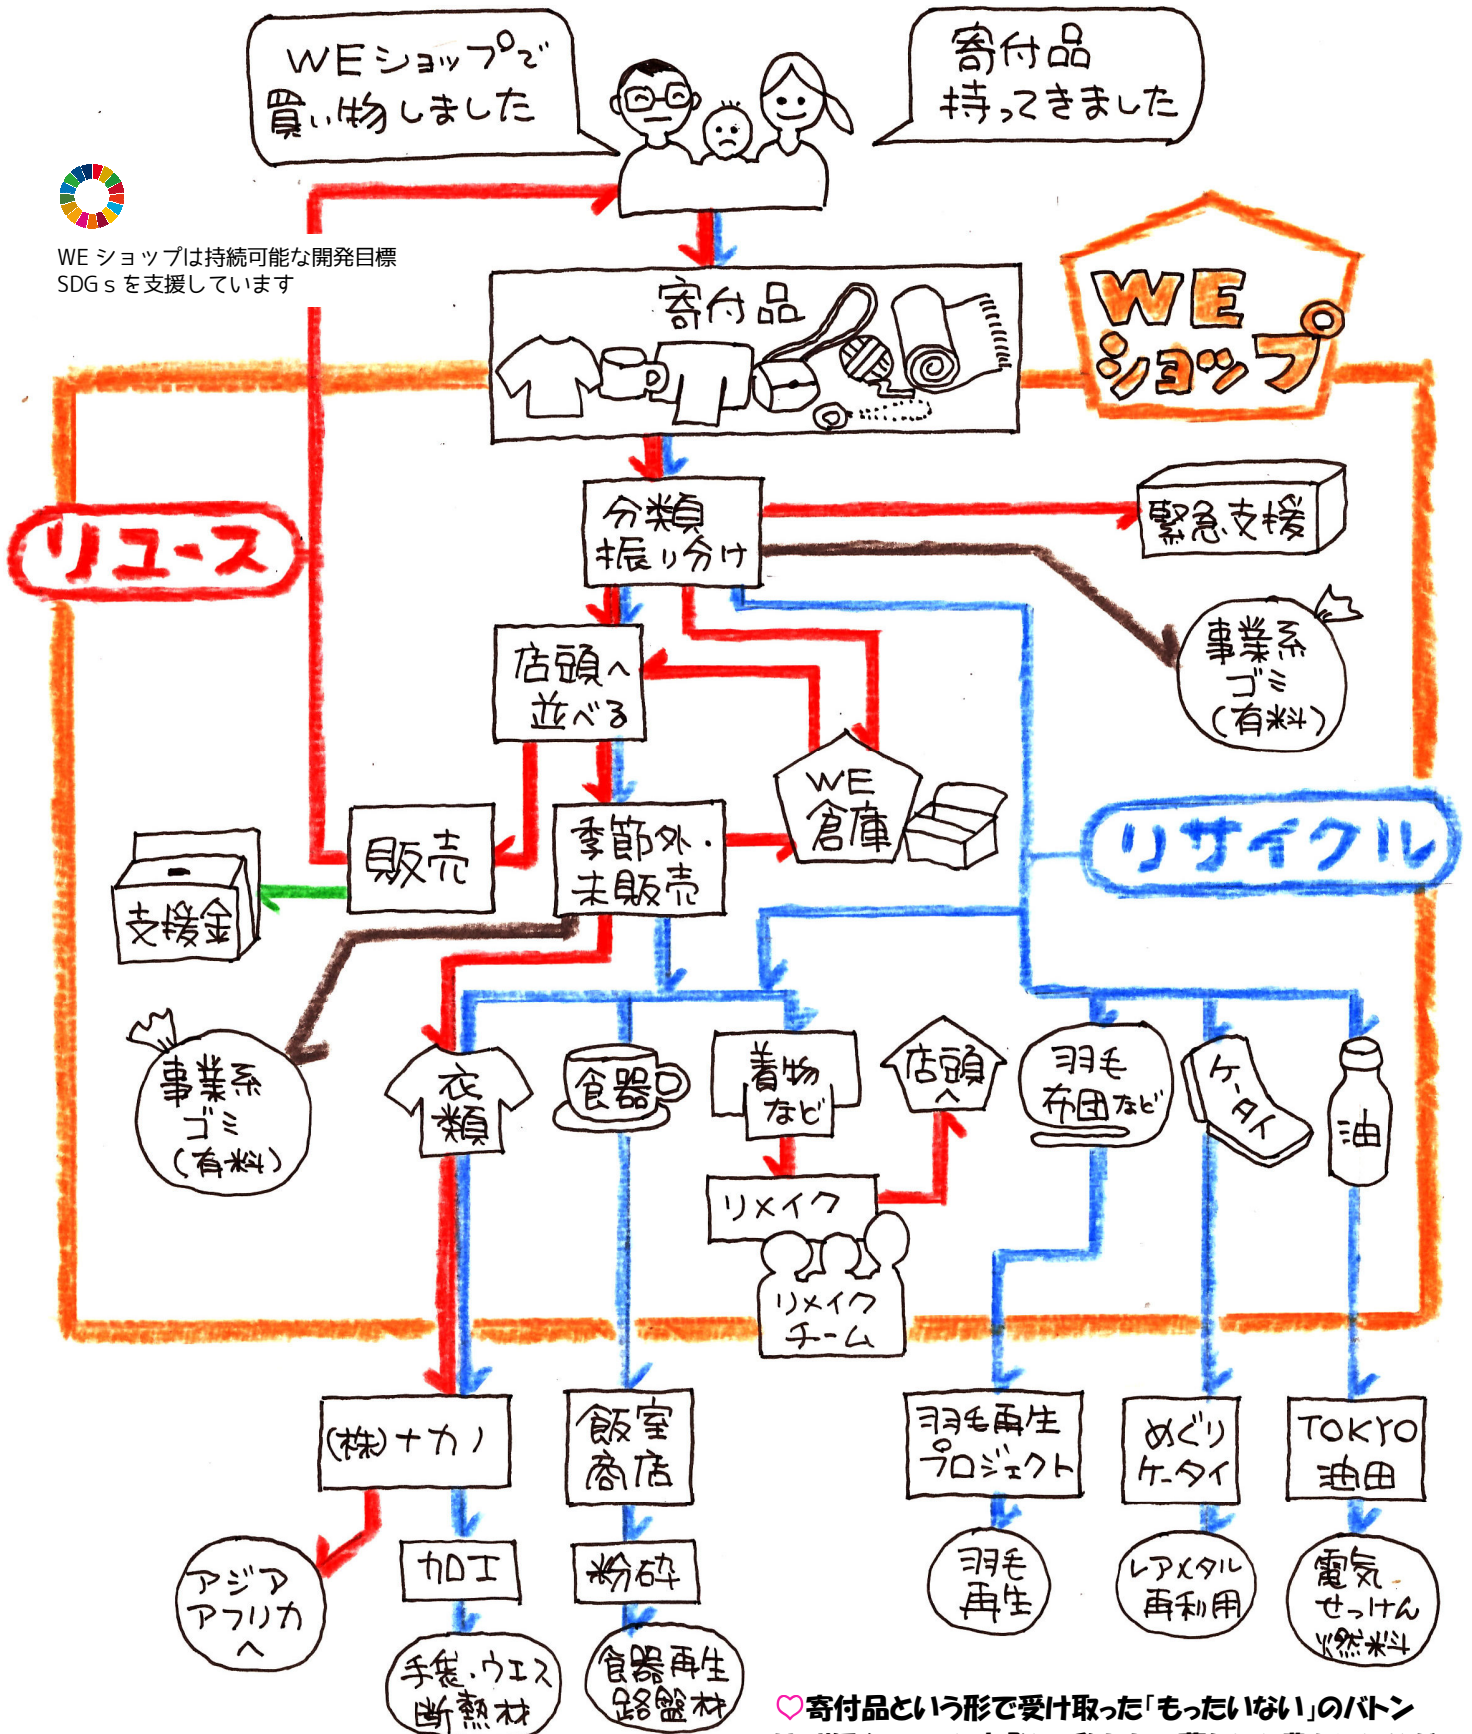 WEショップで
買い物しました
寄付品
持ってきました
WE ショップは持続可能な開発目標
SDGs を支援しています
寄付品
WE
ショップ
分類
振り分け
緊急支援
リユース
事業系
ゴミ
(有料)
店頭へ
並べる
WE
倉庫
リサイクル
販売
季節外・
未販売
支援金
事業系
ゴミ
(有料)
衣
類
食器
着物
など
店頭
へ
羽毛
布団など
ケータイ
油
リメイク
リメイク
チーム
(株)ナカノ
飯室
商店
羽毛再生
プロジェクト
めぐり
ケータイ
TOKYO
油田
アジア
アフリカ
へ
加工
粉砕
羽毛
再生
レアメタル
再利用
電気
せっけん
燃料
手袋・ウエス
断熱材
食器再生
路盤材
♡寄付品という形で受け取った「もったいない」のバトン